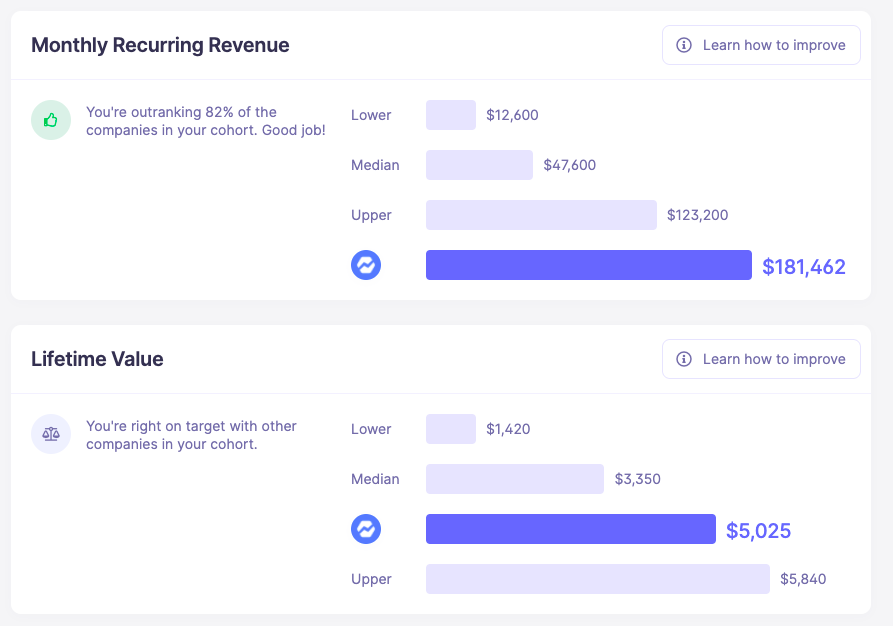 Monthly Recurring Revenue
Learn how to improve
You're outranking 82% of the
companies in your cohort. Good job!
Lower $12,600
Median $47,600
Upper $123,200
$181,462
Lifetime Value
Learn how to improve
You're right on target with other
companies in your cohort.
Lower $1,420
Median $3,350
$5,025
Upper $5,840